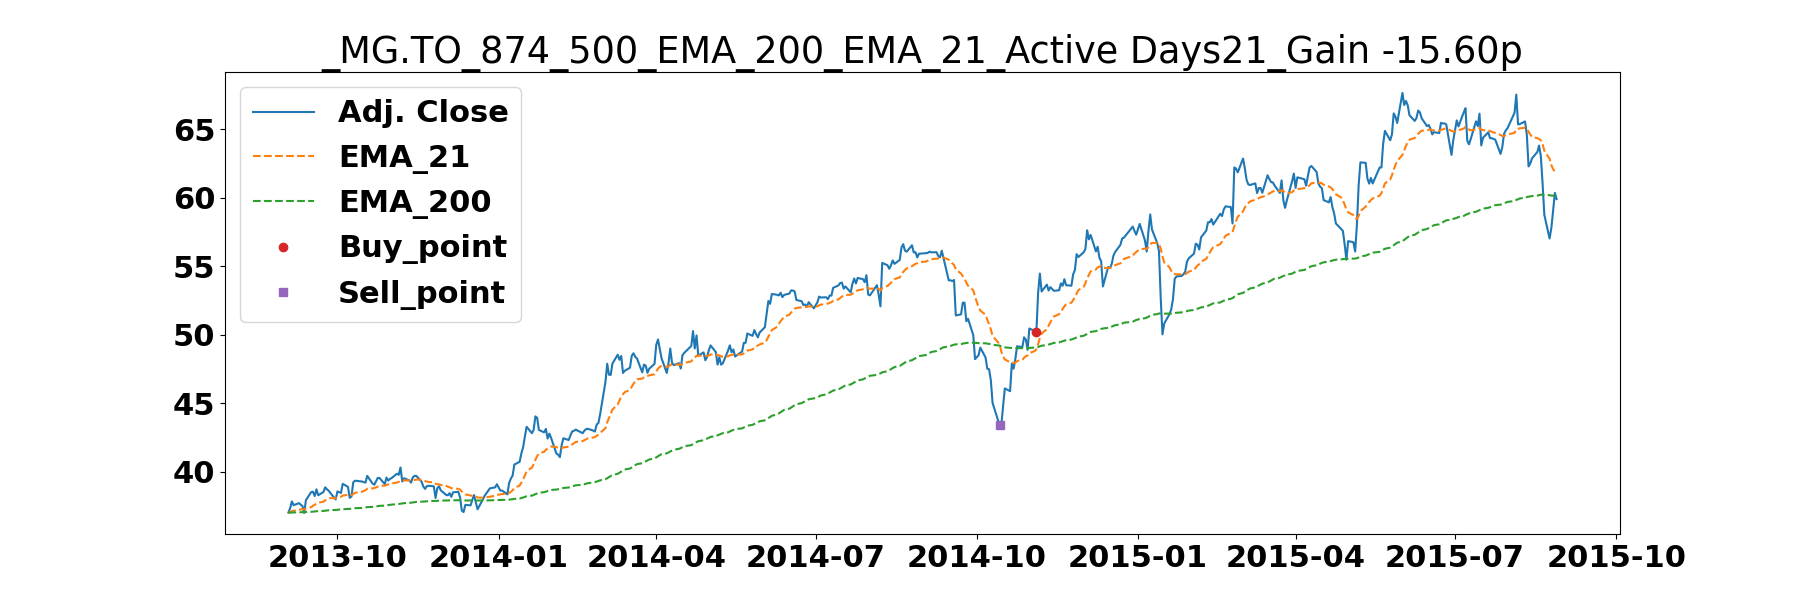 _MG.TO_874_500_EMA_200_EMA_21_Active Days21_Gain -15.60p
Adj. Close
EMA_21
EMA_200
Buy_point
Sell_point
65
60
55
50
45
40
2013-10 2014-01 2014-04 2014-07 2014-10 2015-01 2015-04 2015-07 2015-10